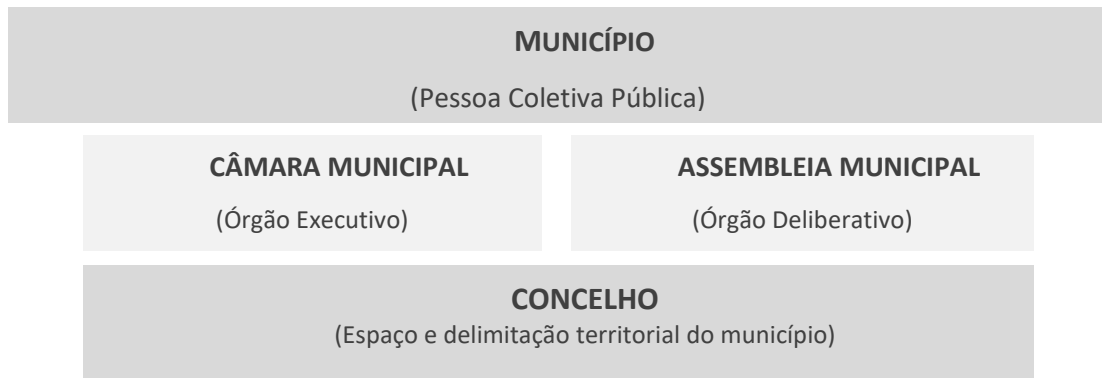 MUNICÍPIO
(Pessoa Coletiva Pública)
CÂMARA MUNICIPAL
(Órgão Executivo)
ASSEMBLEIA MUNICIPAL
(Órgão Deliberativo)
CONCELHO
(Espaço e delimitação territorial do município)